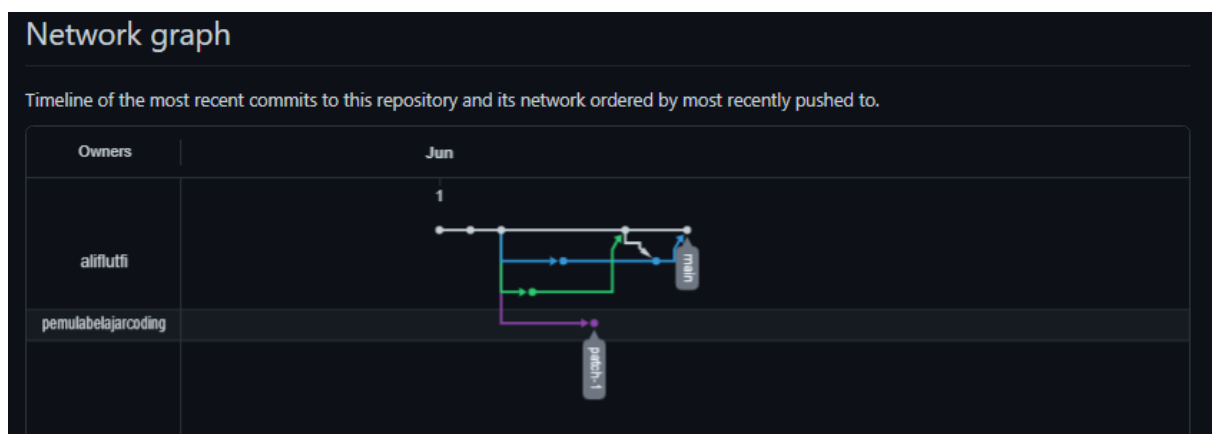 Network graph
Timeline of the most recent commits to this repository and its network ordered by most recently pushed to.
Owners
Jun
1
aliflutfi
main
pemulabelajarcoding
patch-1